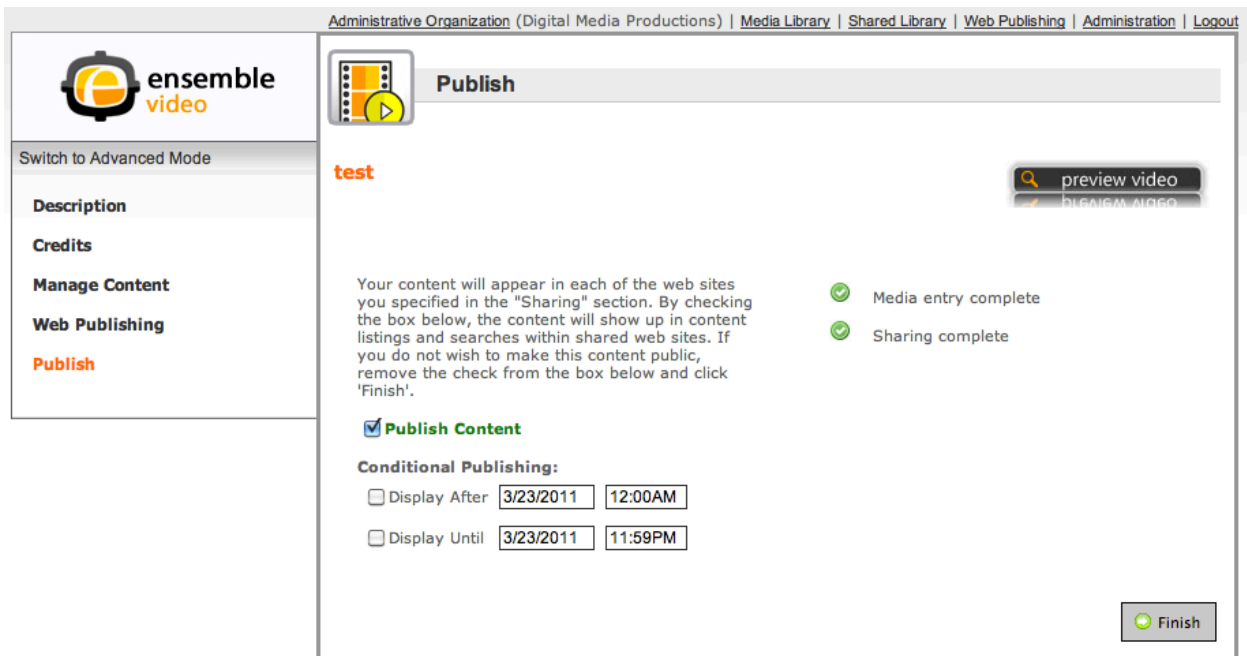 Administrative Organization (Digital Media Productions) | Media Library | Shared Library | Web Publishing | Administration | Logout
ensemble
video
Publish
Switch to Advanced Mode
Description
Credits
Manage Content
Web Publishing
Publish
test
preview video
Your content will appear in each of the web sites
you specified in the "Sharing" section. By checking
the box below, the content will show up in content
listings and searches within shared web sites. If
you do not wish to make this content public,
remove the check from the box below and click
'Finish'.
Media entry complete
Sharing complete
Publish Content
Conditional Publishing:
Display After 3/23/2011 12:00AM
Display Until 3/23/2011 11:59PM
Finish